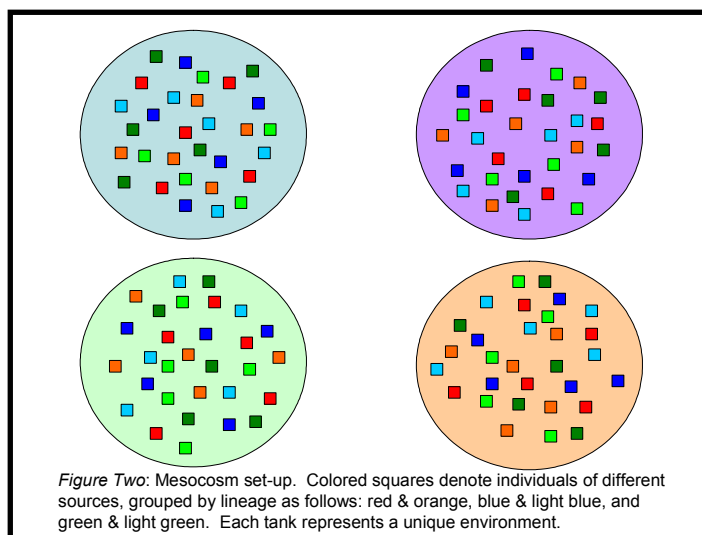 Figure Two: Mesocosm set-up.  Colored squares denote individuals of different
sources, grouped by lineage as follows: red & orange, blue & light blue, and
green & light green.  Each tank represents a unique environment.